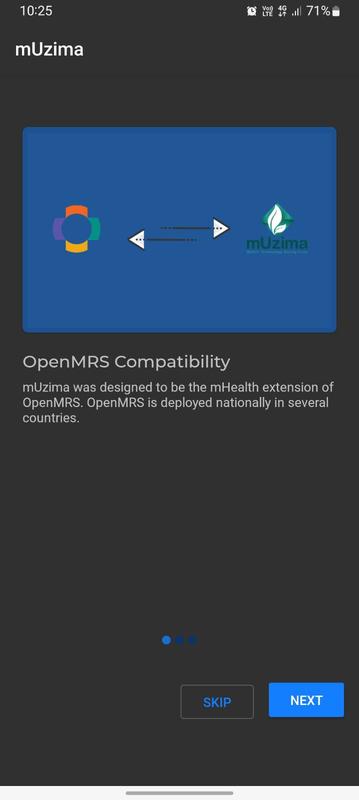 10:25
Vo)) LTE 4G 71%
mUzima
mUzima
OpenMRS Compatibility
mUzima was designed to be the mHealth extension of
OpenMRS. OpenMRS is deployed nationally in several
countries.
SKIP
NEXT